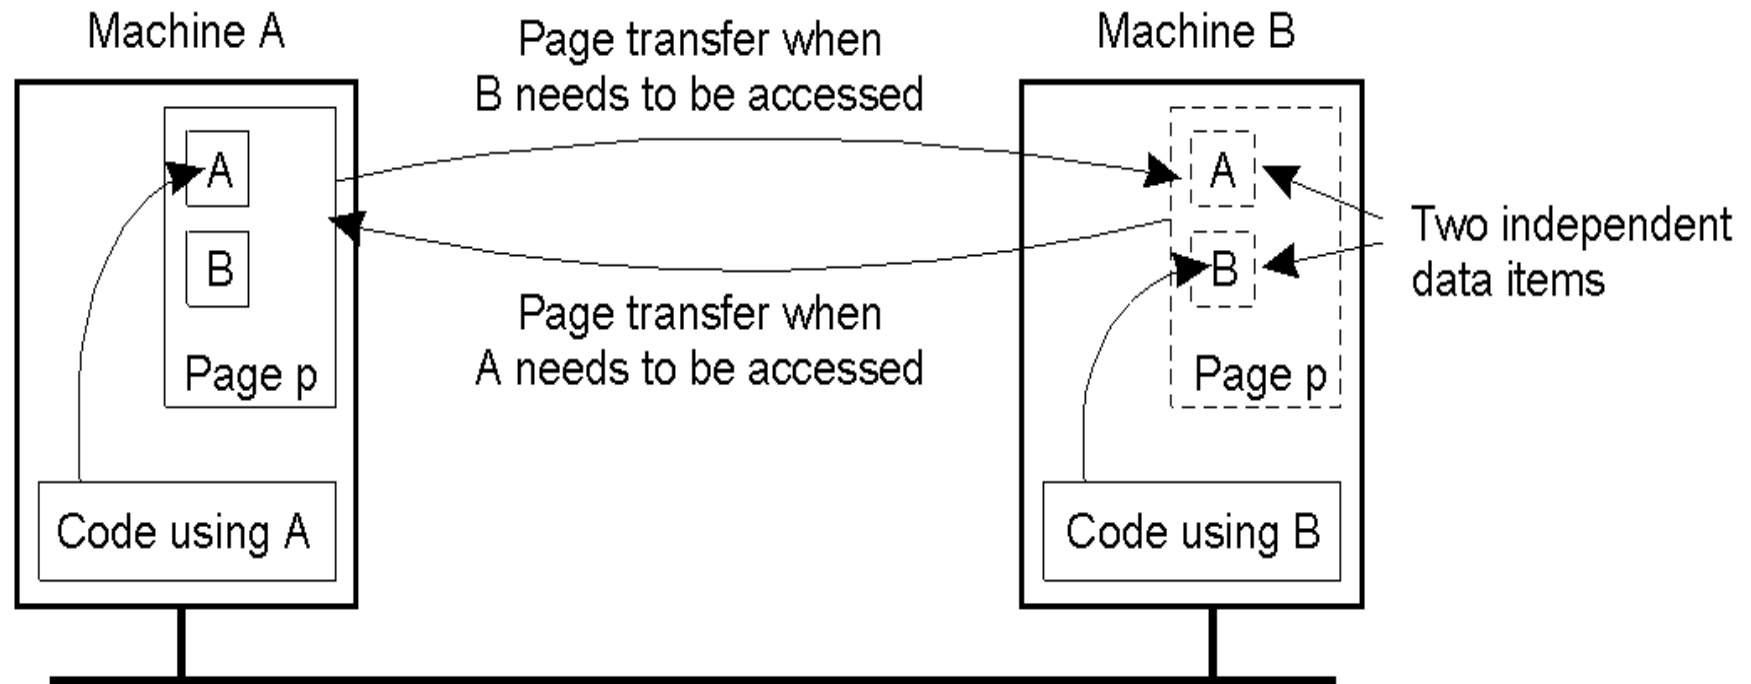 Machine A
Page transfer when
B needs to be accessed
Machine B
A
B
Page p
Code using A
Page transfer when
A needs to be accessed
A
B
Page p
Code using B
Two independent
data items